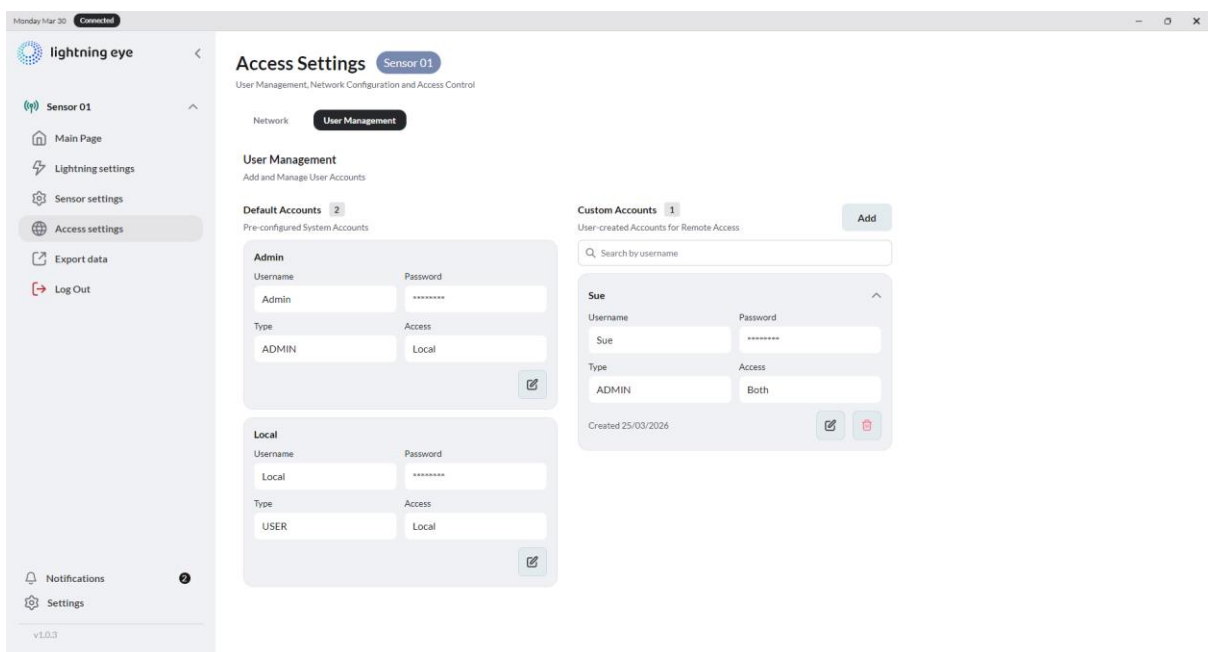 Monday Mar 30 Connected
lightning eye
Sensor 01
Main Page
Lightning settings
Sensor settings
Access settings
Export data
Log Out
Notifications 2
Settings
v1.0.3
Access Settings Sensor 01
User Management, Network Configuration and Access Control
Network User Management
User Management
Add and Manage User Accounts
Default Accounts 2
Pre-configured System Accounts
Admin
Username Password
Admin ********
Type Access
ADMIN Local
Local
Username Password
Local ********
Type Access
USER Local
Custom Accounts 1
User-created Accounts for Remote Access
Add
Search by username
Sue
Username Password
Sue ********
Type Access
ADMIN Both
Created 25/03/2026